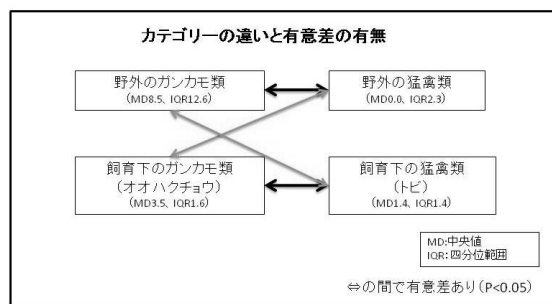 カテゴリーの違いと有意差の有無
野外のガンカモ類
(MD8.5、IQR12.6)
野外の猛禽類
(MD0.0、IQR2.3)
飼育下のガンカモ類
(オオハクチョウ)
(MD3.5、IQR1.6)
飼育下の猛禽類
(トビ)
(MD1.4、IQR1.4)
MD:中央値
IQR:四分位範囲
⇔の間で有意差あり(P<0.05)